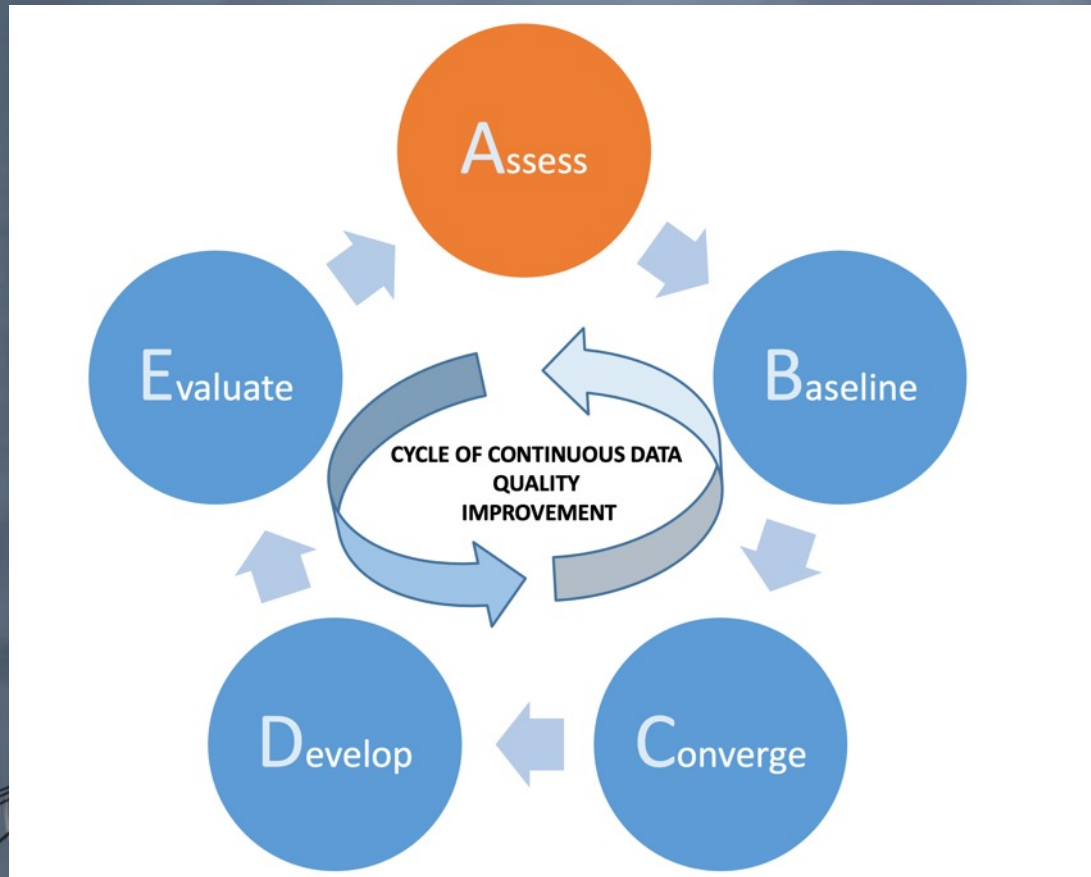 Assess
Evaluate
Baseline
CYCLE OF CONTINUOUS DATA
QUALITY
IMPROVEMENT
Develop
Converge